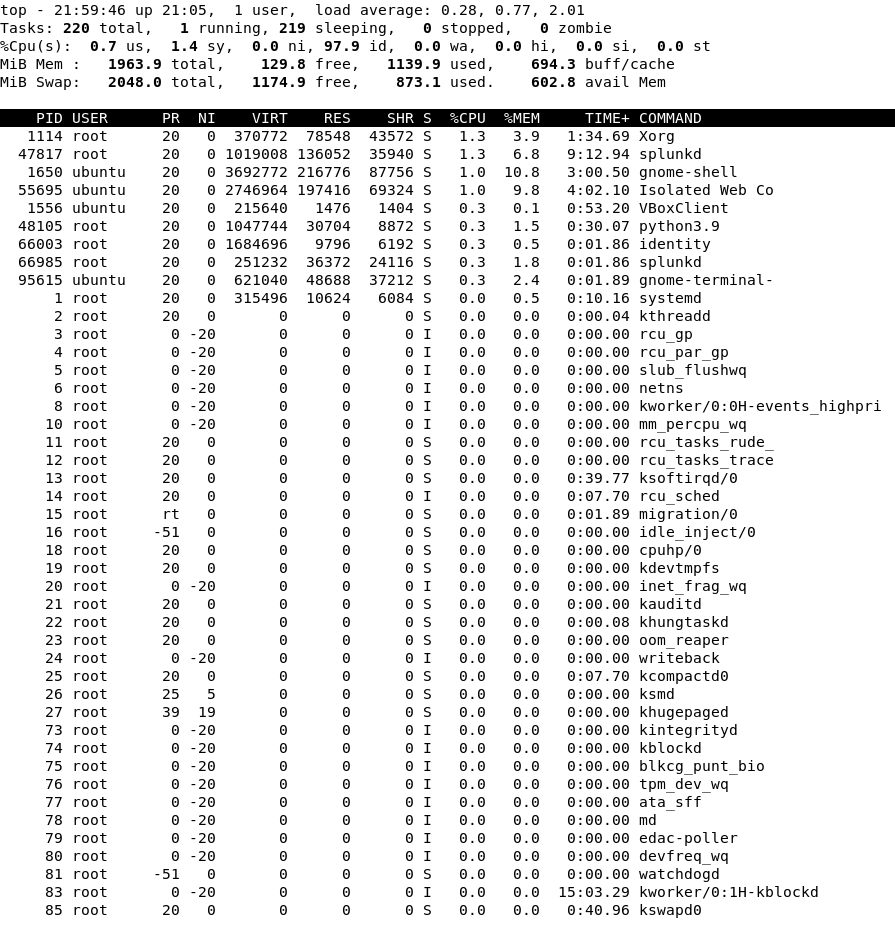 top - 21:59:46 up 21:05,  1 user,  load average: 0.28, 0.77, 2.01
Tasks: 220 total,   1 running, 219 sleeping,   0 stopped,   0 zombie
%Cpu(s):  0.7 us,  1.4 sy,  0.0 ni, 97.9 id,  0.0 wa,  0.0 hi,  0.0 si,  0.0 st
MiB Mem :   1963.9 total,    129.8 free,   1139.9 used,    694.3 buff/cache
MiB Swap:   2048.0 total,   1174.9 free,    873.1 used.    602.8 avail Mem
    PID USER      PR  NI    VIRT    RES    SHR S  %CPU  %MEM     TIME+ COMMAND
   1114 root      20   0  370772  78548  43572 S   1.3   3.9   1:34.69 Xorg
  47817 root      20   0 1019008 136052  35940 S   1.3   6.8   9:12.94 splunkd
   1650 ubuntu    20   0 3692772 216776  87756 S   1.0  10.8   3:00.50 gnome-shell
  55695 ubuntu    20   0 2746964 197416  69324 S   1.0   9.8   4:02.10 Isolated Web Co
   1556 ubuntu    20   0  215640   1476   1404 S   0.3   0.1   0:53.20 VBoxClient
  48105 root      20   0 1047744  30704   8872 S   0.3   1.5   0:30.07 python3.9
  66003 root      20   0 1684696   9796   6192 S   0.3   0.5   0:01.86 identity
  66985 root      20   0  251232  36372  24116 S   0.3   1.8   0:01.86 splunkd
  95615 ubuntu    20   0  621040  48688  37212 S   0.3   2.4   0:01.89 gnome-terminal-
      1 root      20   0  315496  10624   6084 S   0.0   0.5   0:10.16 systemd
      2 root      20   0       0      0      0 S   0.0   0.0   0:00.04 kthreadd
      3 root       0 -20       0      0      0 I   0.0   0.0   0:00.00 rcu_gp
      4 root       0 -20       0      0      0 I   0.0   0.0   0:00.00 rcu_par_gp
      5 root       0 -20       0      0      0 I   0.0   0.0   0:00.00 slub_flushwq
      6 root       0 -20       0      0      0 I   0.0   0.0   0:00.00 netns
      8 root       0 -20       0      0      0 I   0.0   0.0   0:00.00 kworker/0:0H-events_highpri
     10 root       0 -20       0      0      0 I   0.0   0.0   0:00.00 mm_percpu_wq
     11 root      20   0       0      0      0 S   0.0   0.0   0:00.00 rcu_tasks_rude_
     12 root      20   0       0      0      0 S   0.0   0.0   0:00.00 rcu_tasks_trace
     13 root      20   0       0      0      0 S   0.0   0.0   0:39.77 ksoftirqd/0
     14 root      20   0       0      0      0 I   0.0   0.0   0:07.70 rcu_sched
     15 root      rt   0       0      0      0 S   0.0   0.0   0:01.89 migration/0
     16 root     -51   0       0      0      0 S   0.0   0.0   0:00.00 idle_inject/0
     18 root      20   0       0      0      0 S   0.0   0.0   0:00.00 cpuhp/0
     19 root      20   0       0      0      0 S   0.0   0.0   0:00.00 kdevtmpfs
     20 root       0 -20       0      0      0 I   0.0   0.0   0:00.00 inet_frag_wq
     21 root      20   0       0      0      0 S   0.0   0.0   0:00.00 kauditd
     22 root      20   0       0      0      0 S   0.0   0.0   0:00.08 khungtaskd
     23 root      20   0       0      0      0 S   0.0   0.0   0:00.00 oom_reaper
     24 root       0 -20       0      0      0 I   0.0   0.0   0:00.00 writeback
     25 root      20   0       0      0      0 S   0.0   0.0   0:07.70 kcompactd0
     26 root      25   5       0      0      0 S   0.0   0.0   0:00.00 ksmd
     27 root      39  19       0      0      0 S   0.0   0.0   0:00.00 khugepaged
     73 root       0 -20       0      0      0 I   0.0   0.0   0:00.00 kintegrityd
     74 root       0 -20       0      0      0 I   0.0   0.0   0:00.00 kblockd
     75 root       0 -20       0      0      0 I   0.0   0.0   0:00.00 blkcg_punt_bio
     76 root       0 -20       0      0      0 I   0.0   0.0   0:00.00 tpm_dev_wq
     77 root       0 -20       0      0      0 I   0.0   0.0   0:00.00 ata_sff
     78 root       0 -20       0      0      0 I   0.0   0.0   0:00.00 md
     79 root       0 -20       0      0      0 I   0.0   0.0   0:00.00 edac-poller
     80 root       0 -20       0      0      0 I   0.0   0.0   0:00.00 devfreq_wq
     81 root     -51   0       0      0      0 S   0.0   0.0   0:00.00 watchdogd
     83 root       0 -20       0      0      0 I   0.0   0.0  15:03.29 kworker/0:1H-kblockd
     85 root      20   0       0      0      0 S   0.0   0.0   0:40.96 kswapd0